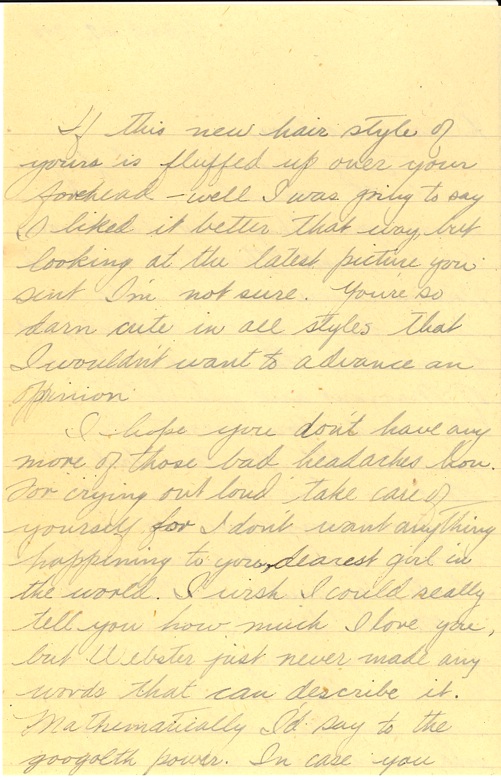 If this new hair style of
yours is fluffed up over your
forehead - well I was going to say
I liked it better that way, but
looking at the latest picture you
sent I'm not sure. You're so
darn cute in all styles that
I wouldn't want to advance an
oppinion
I hope you don't have any
more of those bad headaches hon.
For crying out loud take care of
yourself for I don't want anything
happening to you, dearest girl in
the world. I wish I could really
tell you how much I love you,
but Webster just never made any
words that can describe it.
Mathematically I'd say to the
googolth power. In case you